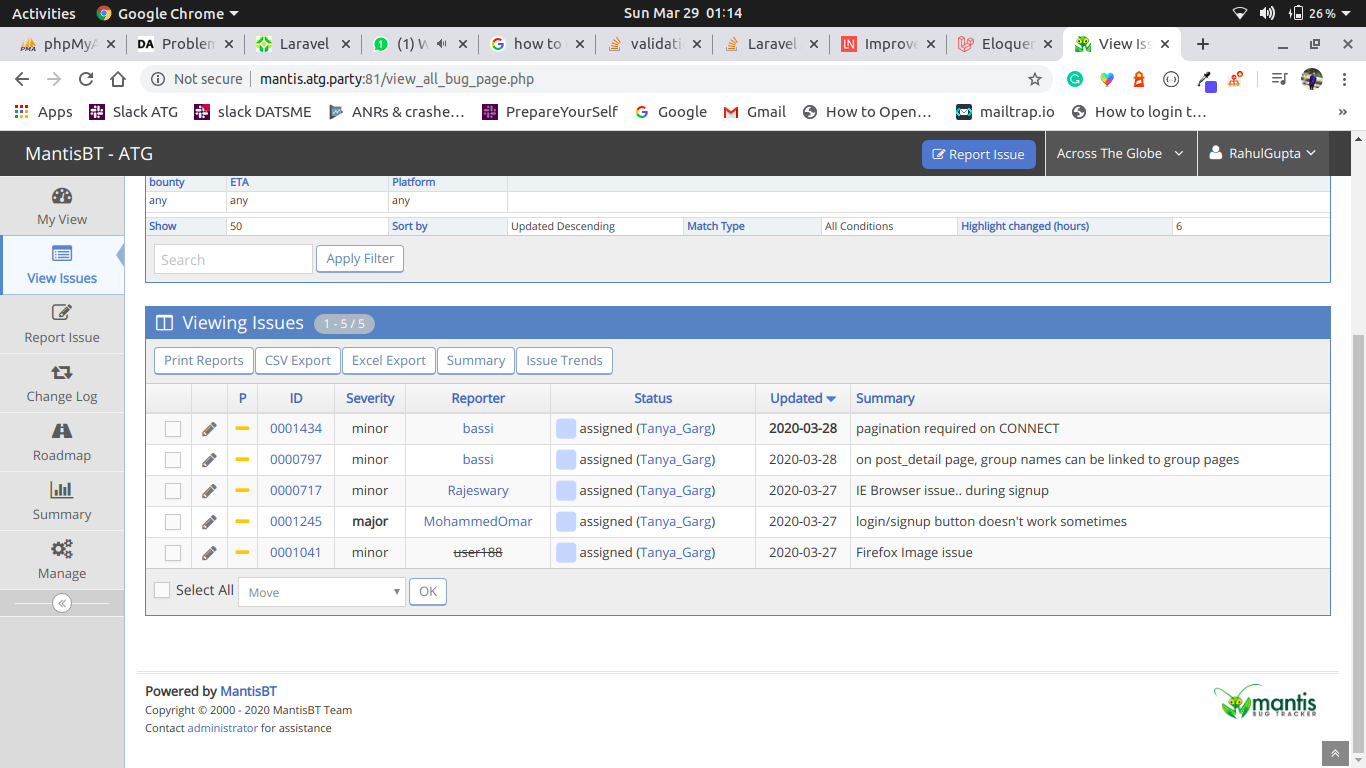 Activities Google Chrome Sun Mar 29 01:14 26%
phpMyA Problem Laravel (1) W how to validati Laravel Improve Eloquen View Iss
Not secure mantis.atg.party:81/view_all_bug_page.php
Apps Slack ATG slack DATSME ANRs & crashe... PrepareYourSelf Google Gmail How to Open... mailtrap.io How to login t... »
MantisBT - ATG Report Issue Across The Globe RahulGupta
My View
View Issues
Report Issue
Change Log
Roadmap
Summary
Manage
bounty ETA Platform
any any any
Show 50 Sort by Updated Descending Match Type All Conditions Highlight changed (hours) 6
Search Apply Filter
Viewing Issues 1 - 5 / 5
Print Reports CSV Export Excel Export Summary Issue Trends
P ID Severity Reporter Status Updated Summary
0001434 minor bassi assigned (Tanya_Garg) 2020-03-28 pagination required on CONNECT
0000797 minor bassi assigned (Tanya_Garg) 2020-03-28 on post_detail page, group names can be linked to group pages
0000717 minor Rajeswary assigned (Tanya_Garg) 2020-03-27 IE Browser issue.. during signup
0001245 major MohammedOmar assigned (Tanya_Garg) 2020-03-27 login/signup button doesn't work sometimes
0001041 minor user188 assigned (Tanya_Garg) 2020-03-27 Firefox Image issue
Select All Move OK
Powered by MantisBT
Copyright © 2000 - 2020 MantisBT Team
Contact administrator for assistance
mantis
BUG TRACKER